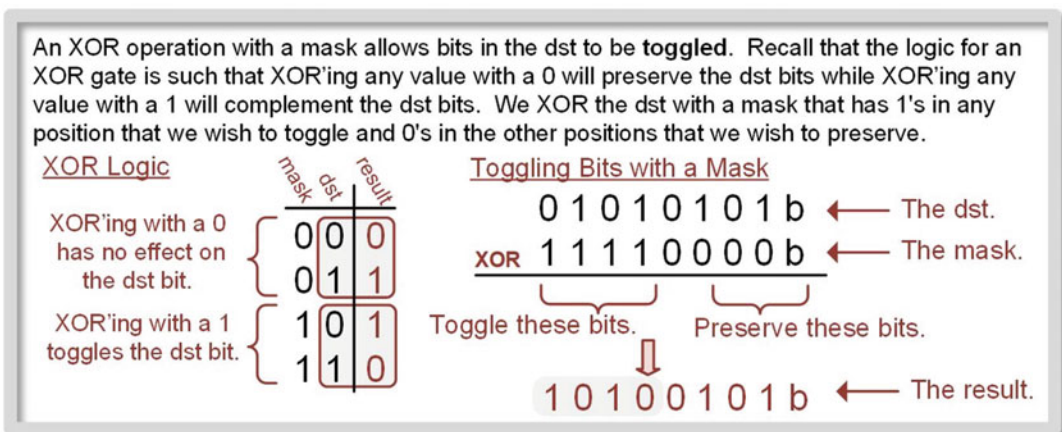 An XOR operation with a mask allows bits in the dst to be toggled. Recall that the logic for an
XOR gate is such that XOR'ing any value with a 0 will preserve the dst bits while XOR'ing any
value with a 1 will complement the dst bits. We XOR the dst with a mask that has 1's in any
position that we wish to toggle and 0's in the other positions that we wish to preserve.
XOR Logic
mask dst result
XOR'ing with a 0
has no effect on
the dst bit.
0 0 0
0 1 1
XOR'ing with a 1
toggles the dst bit.
1 0 1
1 1 0
Toggling Bits with a Mask
0 1 0 1 0 1 0 1 b The dst.
XOR 1 1 1 1 0 0 0 0 b The mask.
Toggle these bits. Preserve these bits.
1 0 1 0 0 1 0 1 b The result.